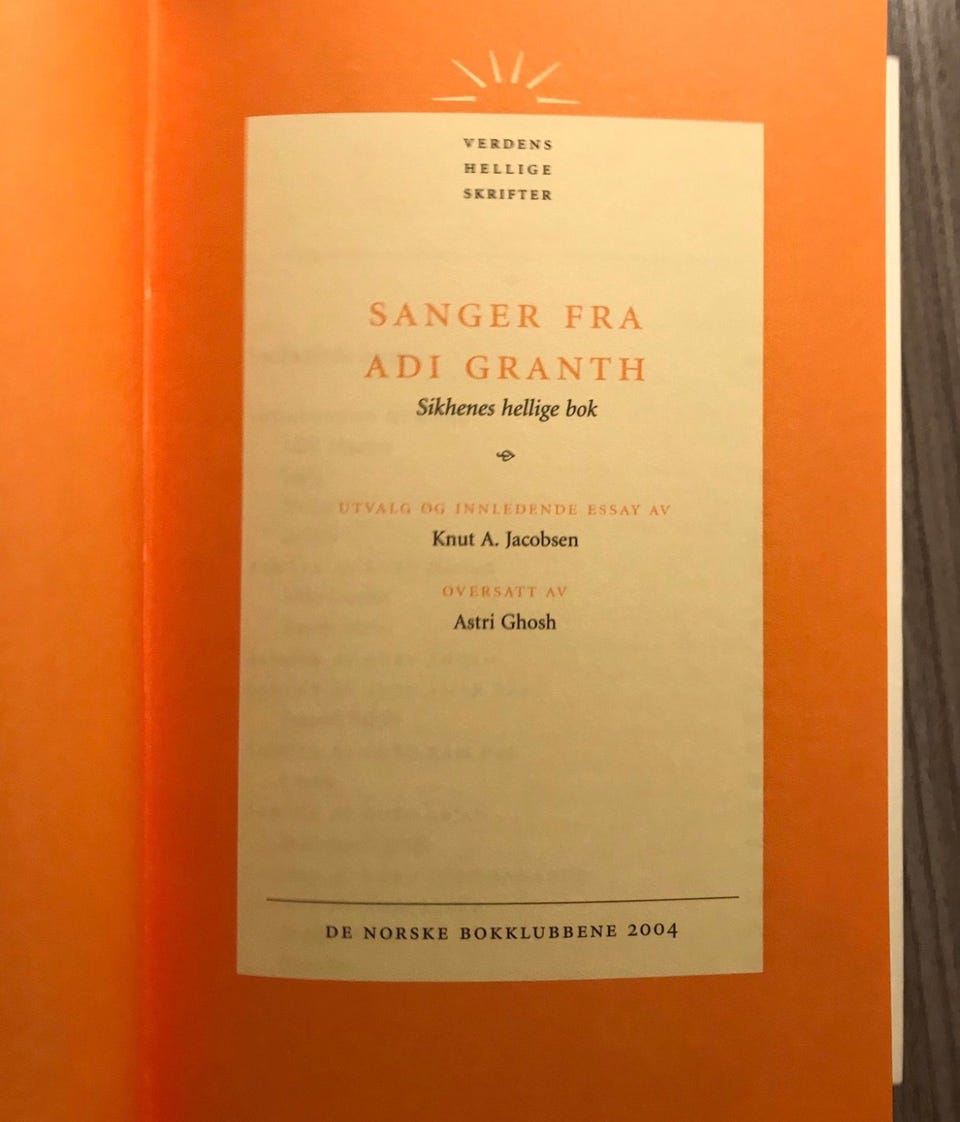 VERDENS
HELLIGE
SKRIFTER
SANGER FRA
ADI GRANTH
Sikhenes hellige bok
UTVALG OG INNLEDENDE ESSAY AV
Knut A. Jacobsen
OVERSATT AV
Astri Ghosh
DE NORSKE BOKKLUBBENE 2004